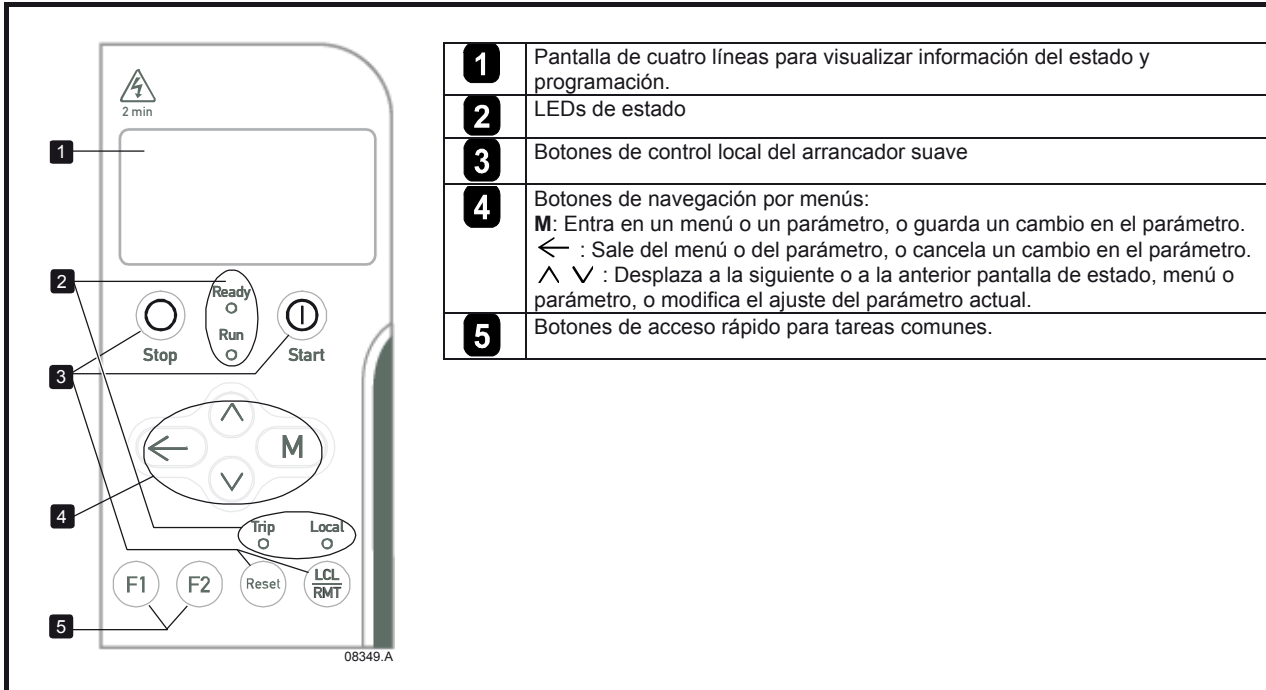 2 min
1
2
Ready
Run
Stop
Start
3
M
4
Trip
Local
F1
F2
Reset
LCL
RMT
5
08349.A
1
Pantalla de cuatro líneas para visualizar información del estado y
programación.
2
LEDs de estado
3
Botones de control local del arrancador suave
4
Botones de navegación por menús:
M: Entra en un menú o un parámetro, o guarda un cambio en el parámetro.
← : Sale del menú o del parámetro, o cancela un cambio en el parámetro.
∧ ∨ : Desplaza a la siguiente o a la anterior pantalla de estado, menú o
parámetro, o modifica el ajuste del parámetro actual.
5
Botones de acceso rápido para tareas comunes.